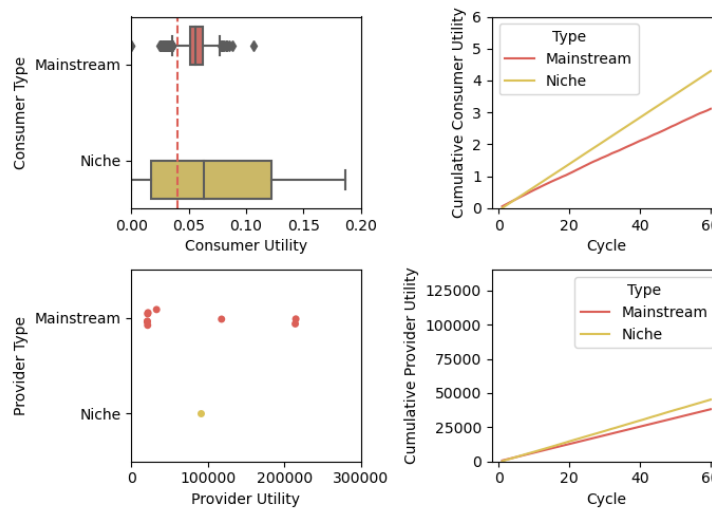 Consumer Type
Mainstream
Niche
0.00 0.05 0.10 0.15 0.20
Consumer Utility
Cumulative Consumer Utility
6
5
4
3
2
1
0
Type
Mainstream
Niche
0 20 40 60
Cycle
Provider Type
Mainstream
Niche
0 100000 200000 300000
Provider Utility
Cumulative Provider Utility
125000
100000
75000
50000
25000
0
Type
Mainstream
Niche
0 20 40 60
Cycle